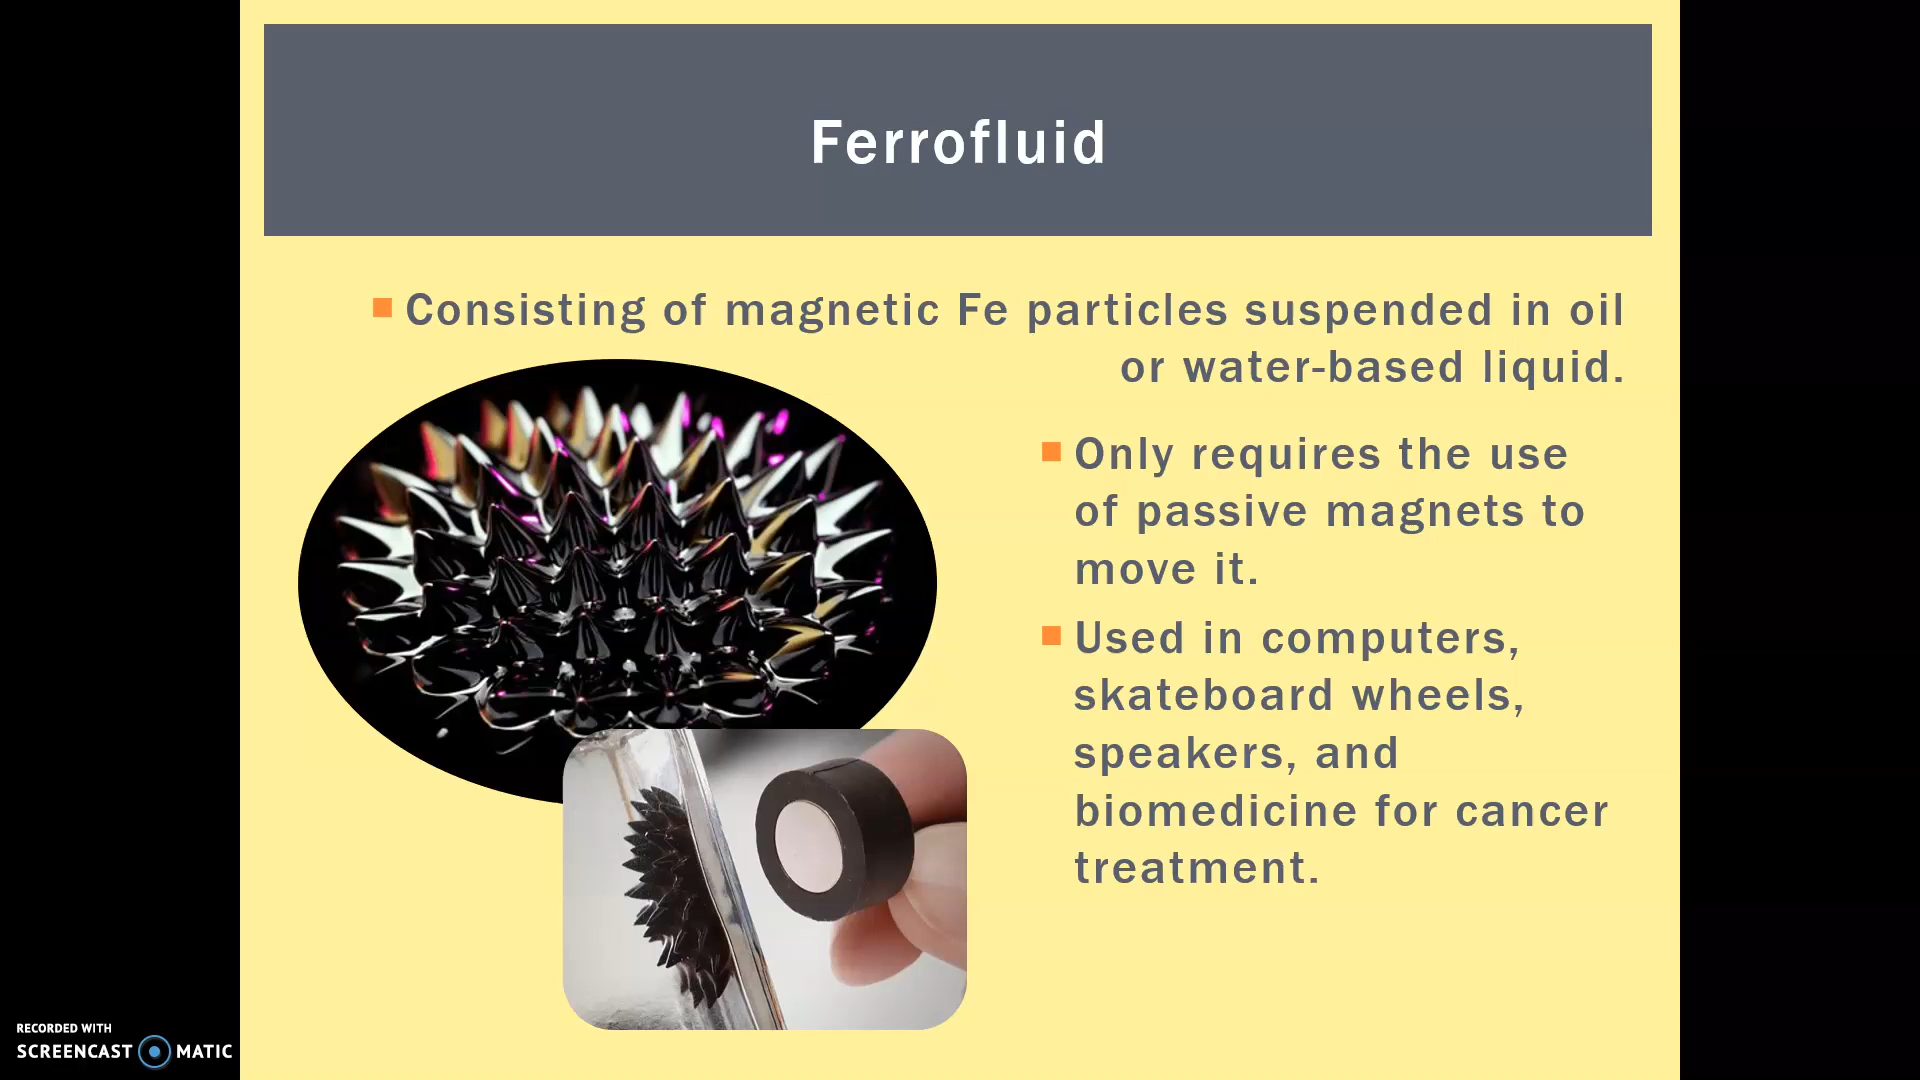 Ferrofluid
Consisting of magnetic Fe particles suspended in oil
or water-based liquid.
Only requires the use
of passive magnets to
move it.
Used in computers,
skateboard wheels,
speakers, and
biomedicine for cancer
treatment.
RECORDED WITH
SCREENCAST MATIC